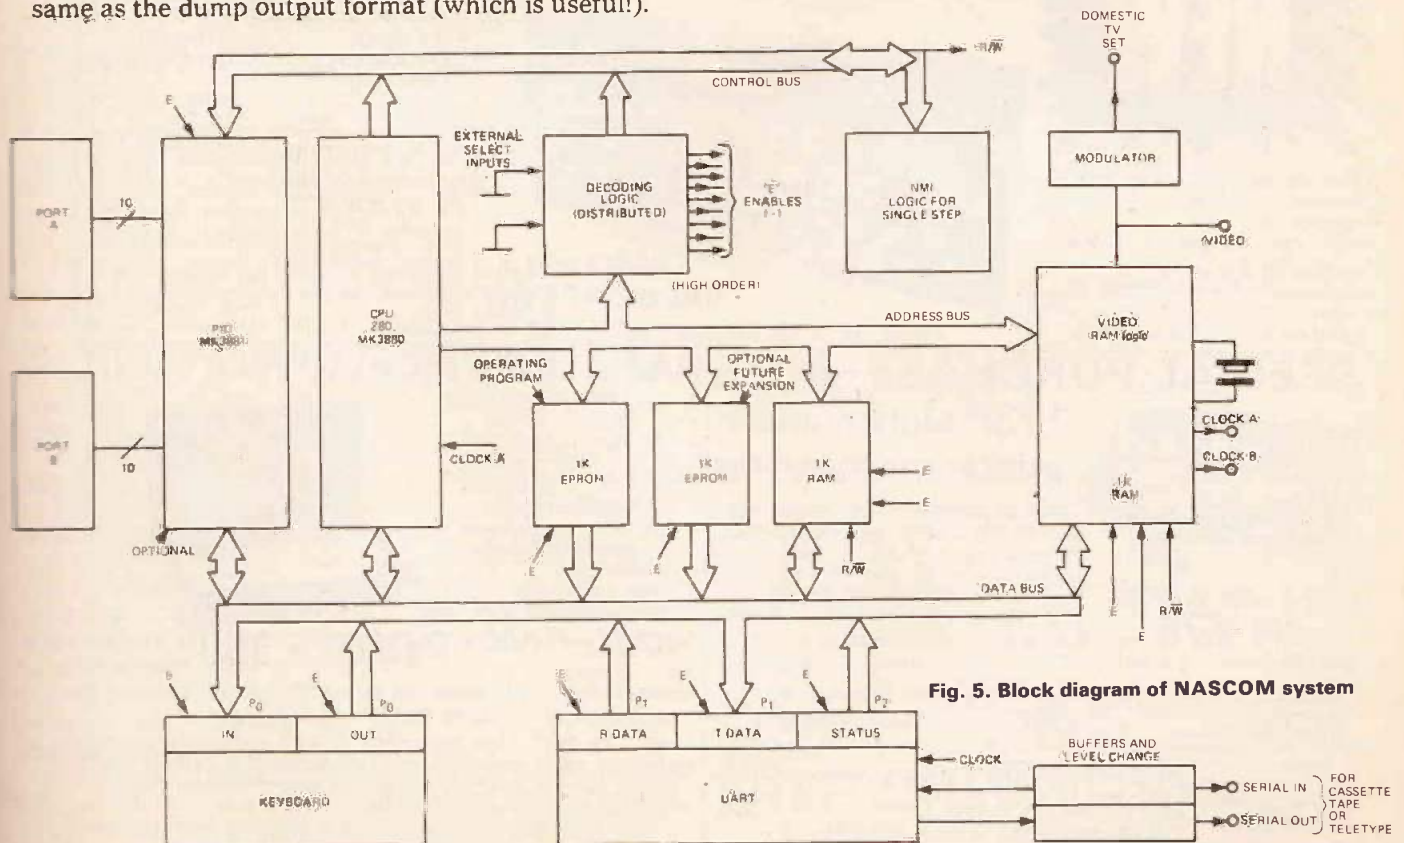 same as the dump output format (which is useful!).
DOMESTIC
TV
SET
R/W
CONTROL BUS
E
EXTERNAL
SELECT
INPUTS
DECODING
LOGIC
(DISTRIBUTED)
"E"
ENABLES
NMI
LOGIC FOR
SINGLE STEP
MODULATOR
VIDEO
PORT
A
10
(HIGH ORDER)
ADDRESS BUS
PIO
CPU
Z80
MK3880
VIDEO
RAM logic
OPERATING
PROGRAM
OPTIONAL
FUTURE
EXPANSION
PORT
B
10
CLOCK A
1K
EPROM
1K
EPROM
1K
RAM
E
E
CLOCK A
CLOCK B
1K
RAM
OPTIONAL
E
E
R/W
DATA BUS
E
E
R/W
E
P0
E
P0
E
P1
E
P1
E
P2
Fig. 5. Block diagram of NASCOM system
IN
OUT
R DATA
T DATA
STATUS
KEYBOARD
UART
CLOCK
BUFFERS AND
LEVEL CHANGE
SERIAL IN
SERIAL OUT
FOR
CASSETTE
TAPE
OR
TELETYPE